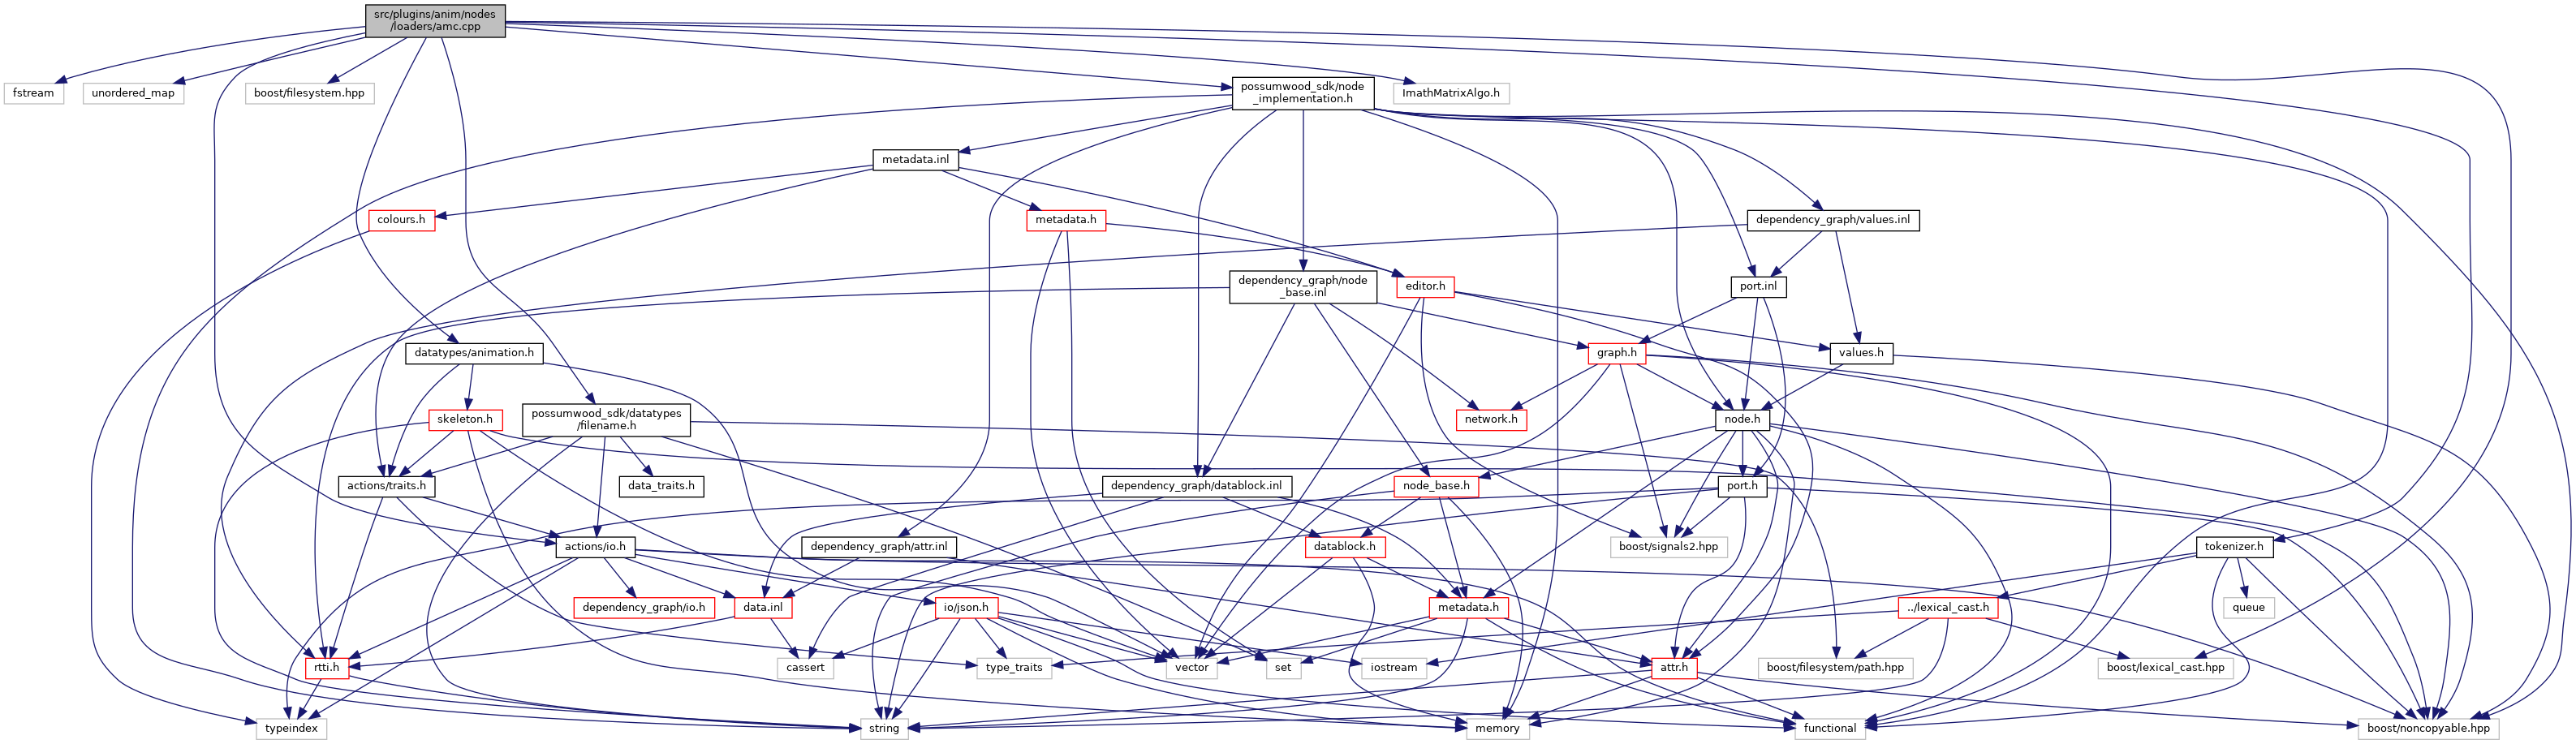 src/plugins/anim/nodes
/loaders/amc.cpp
fstream
unordered_map
boost/filesystem.hpp
possumwood_sdk/node
_implementation.h
ImathMatrixAlgo.h
metadata.inl
colours.h
metadata.h
dependency_graph/values.inl
dependency_graph/node
_base.inl
editor.h
port.inl
datatypes/animation.h
graph.h
values.h
skeleton.h
possumwood_sdk/datatypes
/filename.h
network.h
node.h
actions/traits.h
data_traits.h
dependency_graph/datablock.inl
node_base.h
port.h
actions/io.h
dependency_graph/attr.inl
datablock.h
boost/signals2.hpp
tokenizer.h
dependency_graph/io.h
data.inl
io/json.h
metadata.h
../lexical_cast.h
queue
rtti.h
cassert
type_traits
vector
set
iostream
attr.h
boost/filesystem/path.hpp
boost/lexical_cast.hpp
typeindex
string
memory
functional
boost/noncopyable.hpp